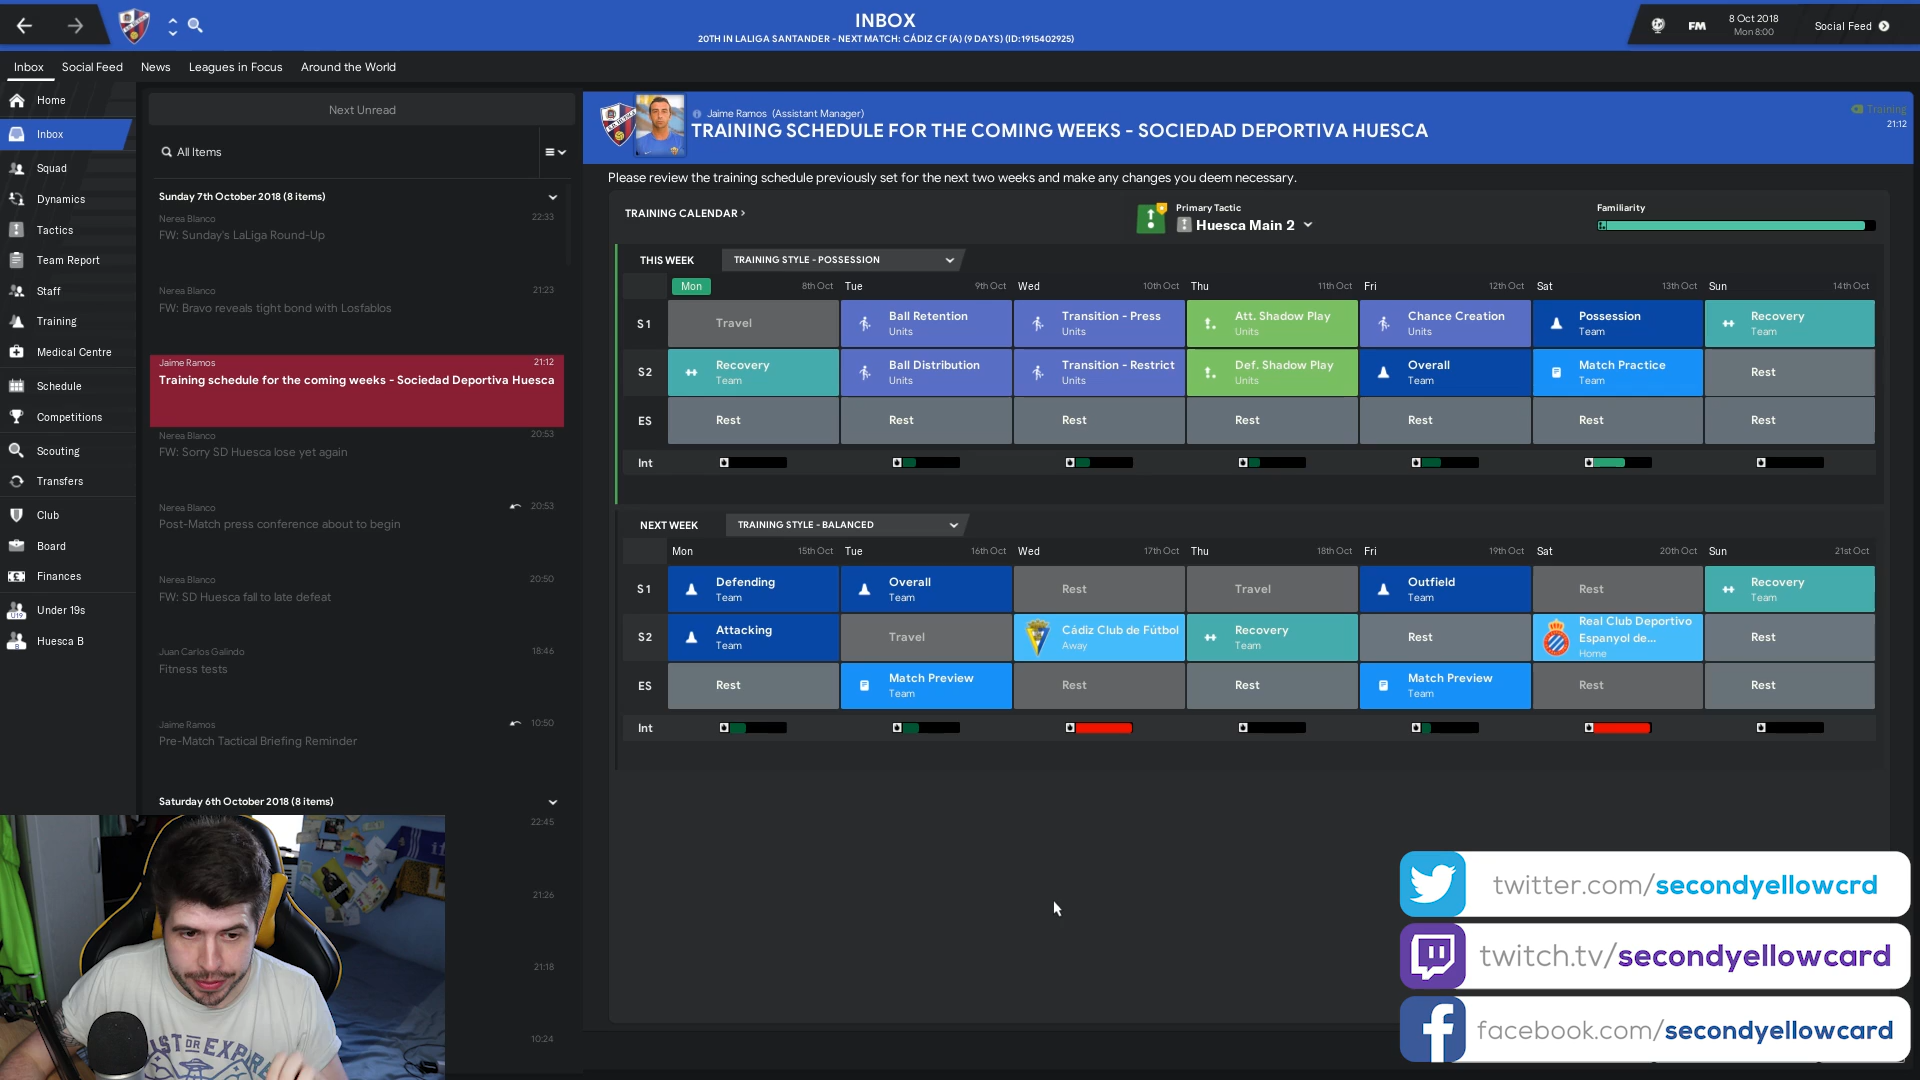 INBOX
20TH IN LALIGA SANTANDER - NEXT MATCH: CÁDIZ CF (A) (9 DAYS) (ID:1915402925)
FM
8 Oct 2018
Mon 8:00
Social Feed
Inbox
Social Feed
News
Leagues in Focus
Around the World
Home
Inbox
Squad
Dynamics
Tactics
Team Report
Staff
Training
Medical Centre
Schedule
Competitions
Scouting
Transfers
Club
Board
Finances
U19
Under 19s
B
Huesca B
Next Unread
All Items
Sunday 7th October 2018 (8 items)
Nerea Blanco 22:33
FW: Sunday's LaLiga Round-Up
Nerea Blanco 21:23
FW: Bravo reveals tight bond with Losfablos
Jaime Ramos 21:12
Training schedule for the coming weeks - Sociedad Deportiva Huesca
Nerea Blanco 20:53
FW: Sorry SD Huesca lose yet again
Nerea Blanco 20:53
Post-Match press conference about to begin
Nerea Blanco 20:50
FW: SD Huesca fall to late defeat
Juan Carlos Galindo 18:46
Fitness tests
Jaime Ramos 10:50
Pre-Match Tactical Briefing Reminder
Saturday 6th October 2018 (8 items)
22:45
21:26
21:18
10:24
Jaime Ramos (Assistant Manager)
TRAINING SCHEDULE FOR THE COMING WEEKS - SOCIEDAD DEPORTIVA HUESCA
Training
21:12
Please review the training schedule previously set for the next two weeks and make any changes you deem necessary.
TRAINING CALENDAR >
Primary Tactic
Huesca Main 2
Familiarity
THIS WEEK
TRAINING STYLE - POSSESSION
Mon 8th Oct Tue 9th Oct Wed 10th Oct Thu 11th Oct Fri 12th Oct Sat 13th Oct Sun 14th Oct
S1
Travel
Ball Retention
Units
Transition - Press
Units
Att. Shadow Play
Units
Chance Creation
Units
Possession
Team
Recovery
Team
S2
Recovery
Team
Ball Distribution
Units
Transition - Restrict
Units
Def. Shadow Play
Units
Overall
Team
Match Practice
Team
Rest
ES
Rest Rest Rest Rest Rest Rest Rest
Int
NEXT WEEK
TRAINING STYLE - BALANCED
Mon 15th Oct Tue 16th Oct Wed 17th Oct Thu 18th Oct Fri 19th Oct Sat 20th Oct Sun 21st Oct
S1
Defending
Team
Overall
Team
Rest
Travel
Outfield
Team
Rest
Recovery
Team
S2
Attacking
Team
Travel
Cádiz Club de Fútbol
Away
Recovery
Team
Rest
Real Club Deportivo
Espanyol de...
Home
Rest
ES
Rest
Match Preview
Team
Rest
Rest
Match Preview
Team
Rest
Rest
Int
twitter.com/secondyellowcrd
twitch.tv/secondyellowcard
facebook.com/secondyellowcard